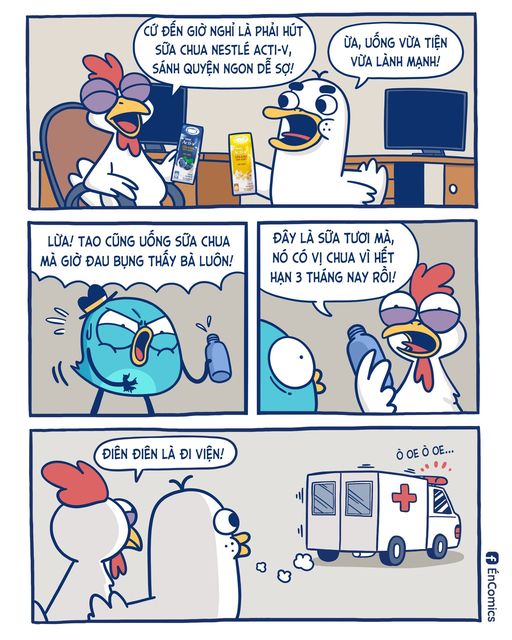 CỨ ĐẾN GIỜ NGHỈ LÀ PHẢI HÚT
SỮA CHUA NESTLÉ ACTI-V,
SÁNH QUYỆN NGON DỄ SỢ!
ỪA, UỐNG VỪA TIỆN
VỪA LÀNH MẠNH!
LỪA! TAO CŨNG UỐNG SỮA CHUA
MÀ GIỜ ĐAU BỤNG THẤY BÀ LUÔN!
ĐÂY LÀ SỮA TƯƠI MÀ,
NÓ CÓ VỊ CHUA VÌ HẾT
HẠN 3 THÁNG NAY RỒI!
ĐIÊN ĐIÊN LÀ ĐI VIỆN!
Ò OE Ò OE...
ÉnComics